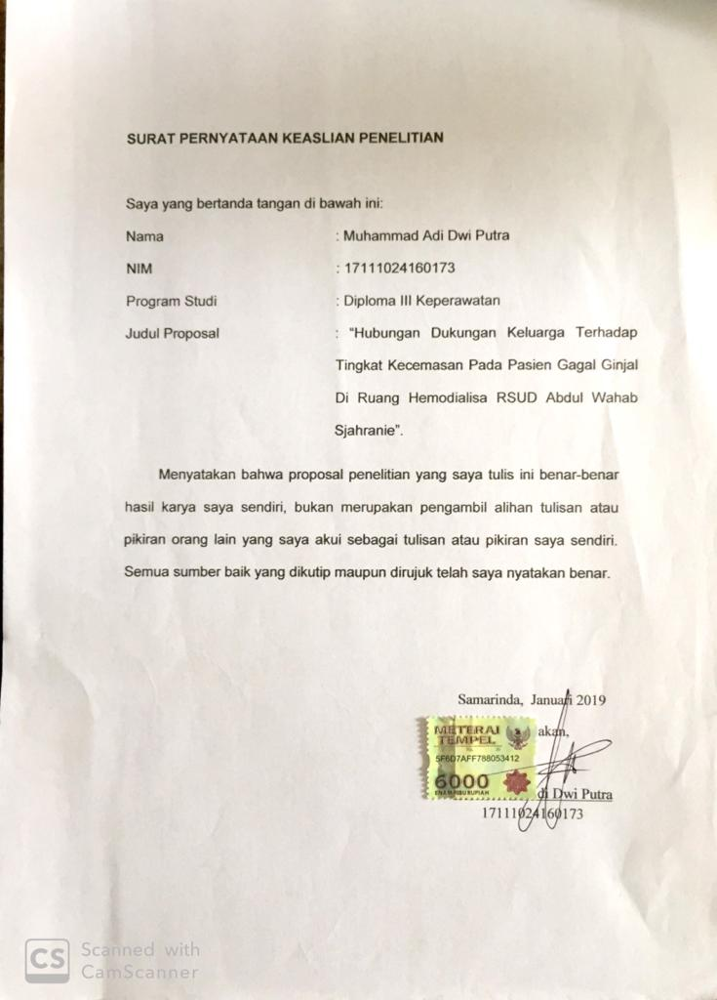 SURAT PERNYATAAN KEASLIAN PENELITIAN
Saya yang bertanda tangan di bawah ini:
Nama : Muhammad Adi Dwi Putra
NIM : 17111024160173
Program Studi : Diploma III Keperawatan
Judul Proposal : “Hubungan Dukungan Keluarga Terhadap
Tingkat Kecemasan Pada Pasien Gagal Ginjal
Di Ruang Hemodialisa RSUD Abdul Wahab
Sjahranie”.
Menyatakan bahwa proposal penelitian yang saya tulis ini benar-benar
hasil karya saya sendiri, bukan merupakan pengambil alihan tulisan atau
pikiran orang lain yang saya akui sebagai tulisan atau pikiran saya sendiri.
Semua sumber baik yang dikutip maupun dirujuk telah saya nyatakan benar.
Samarinda, Januari 2019
akan,
METERAI
TEMPEL
5F6D7AFF788053412
6000
ENAM RIBU RUPIAH
di Dwi Putra
17111024160173
CS Scanned with
CamScanner